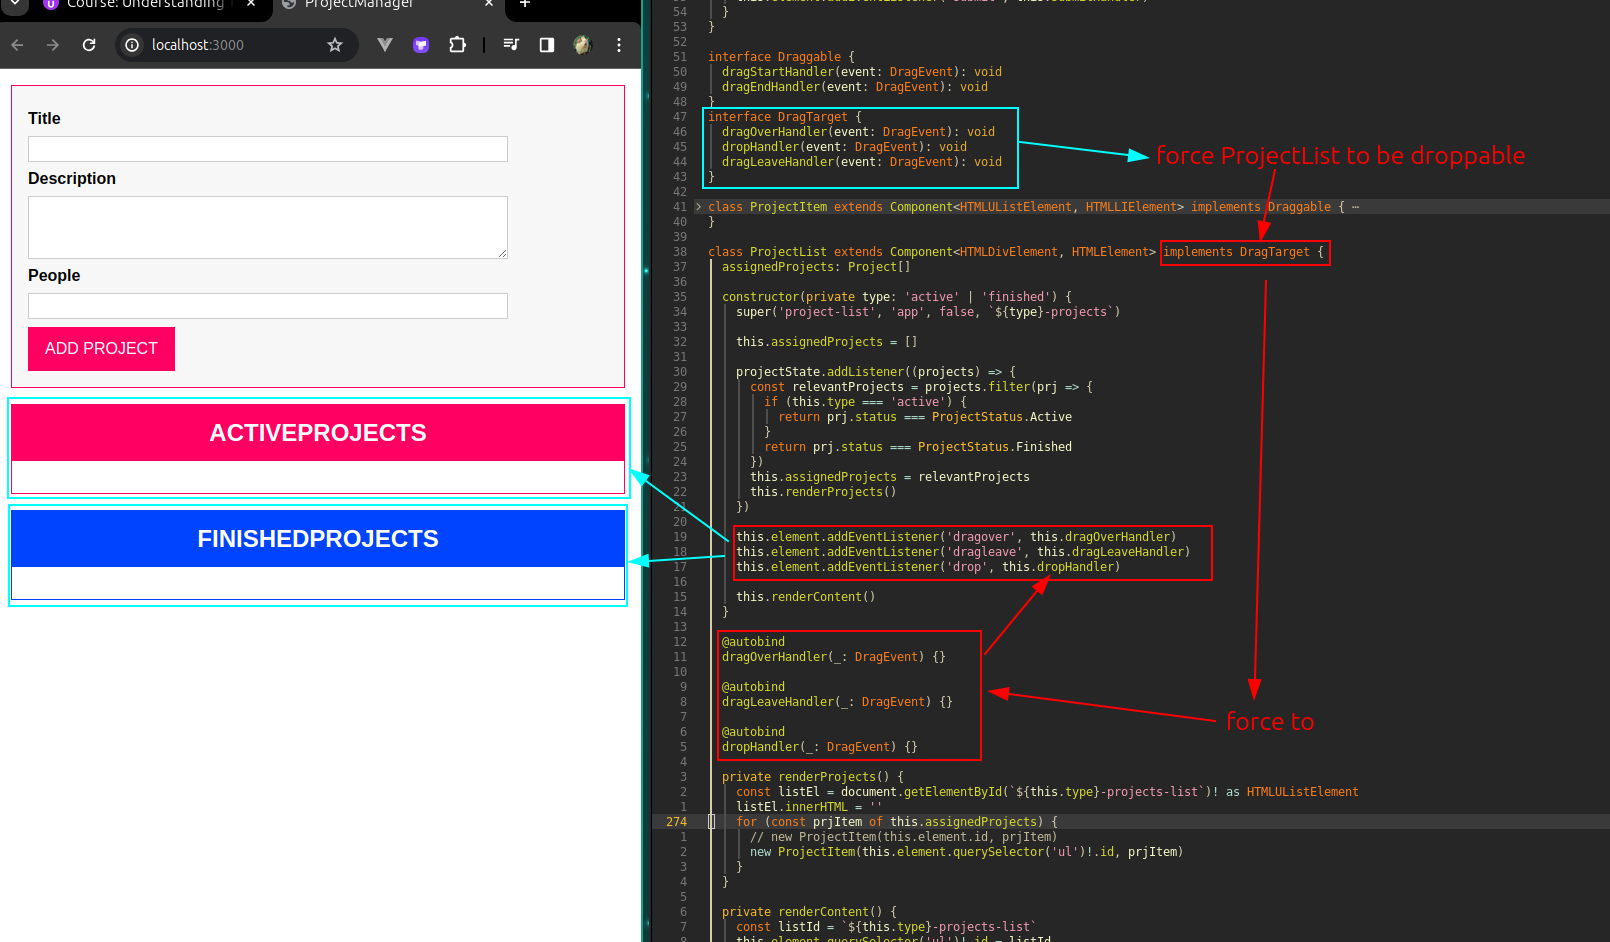 Course: Understanding
ProjectManager
localhost:3000
Title
Description
People
ADD PROJECT
ACTIVEPROJECTS
FINISHEDPROJECTS
54 }
53 }
52
51 interface Draggable {
50 dragStartHandler(event: DragEvent): void
49 dragEndHandler(event: DragEvent): void
48 }
47 interface DragTarget {
46 dragOverHandler(event: DragEvent): void
45 dropHandler(event: DragEvent): void
44 dragLeaveHandler(event: DragEvent): void
43 }
42
41 class ProjectItem extends Component<HTMLUListElement, HTMLLIElement> implements Draggable { ⋯
40 }
39
38 class ProjectList extends Component<HTMLDivElement, HTMLElement> implements DragTarget {
37 assignedProjects: Project[]
36
35 constructor(private type: 'active' | 'finished') {
34 super('project-list', 'app', false, `${type}-projects`)
33
32 this.assignedProjects = []
31
30 projectState.addListener((projects) => {
29 const relevantProjects = projects.filter(prj => {
28 if (this.type === 'active') {
27 return prj.status === ProjectStatus.Active
26 }
25 return prj.status === ProjectStatus.Finished
24 })
23 this.assignedProjects = relevantProjects
22 this.renderProjects()
21 })
20
19 this.element.addEventListener('dragover', this.dragOverHandler)
18 this.element.addEventListener('dragleave', this.dragLeaveHandler)
17 this.element.addEventListener('drop', this.dropHandler)
16
15 this.renderContent()
14 }
13
12 @autobind
11 dragOverHandler(_: DragEvent) {}
10
9 @autobind
8 dragLeaveHandler(_: DragEvent) {}
7
6 @autobind
5 dropHandler(_: DragEvent) {}
4
3 private renderProjects() {
2 const listEl = document.getElementById(`${this.type}-projects-list`)! as HTMLUListElement
1 listEl.innerHTML = ''
274 for (const prjItem of this.assignedProjects) {
1 // new ProjectItem(this.element.id, prjItem)
2 new ProjectItem(this.element.querySelector('ul')!.id, prjItem)
3 }
4 }
5
6 private renderContent() {
7 const listId = `${this.type}-projects-list`
8 this.element.querySelector('ul')!.id = listId
force ProjectList to be droppable
force to